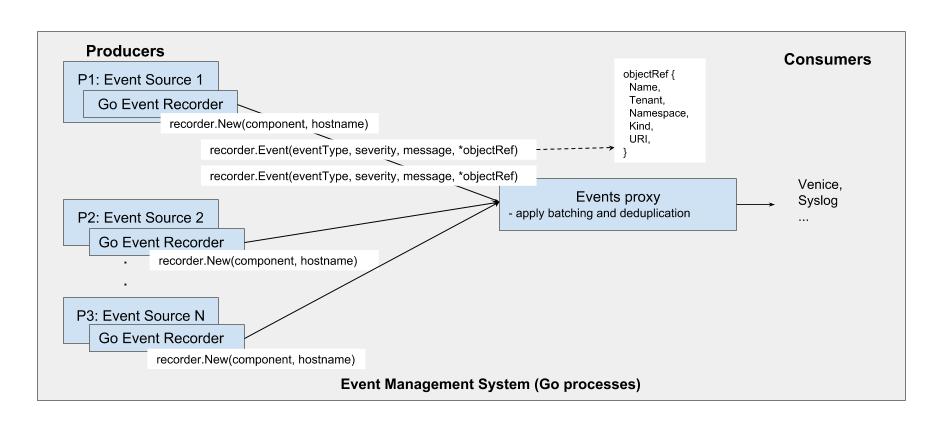 Producers
Consumers
P1: Event Source 1
Go Event Recorder
recorder.New(component, hostname)
recorder.Event(eventType, severity, message, *objectRef)
recorder.Event(eventType, severity, message, *objectRef)
objectRef {
Name,
Tenant,
Namespace,
Kind,
URI,
}
Events proxy
- apply batching and deduplication
Venice,
Syslog
...
P2: Event Source 2
Go Event Recorder
recorder.New(component, hostname)
.
.
P3: Event Source N
Go Event Recorder
recorder.New(component, hostname)
Event Management System (Go processes)